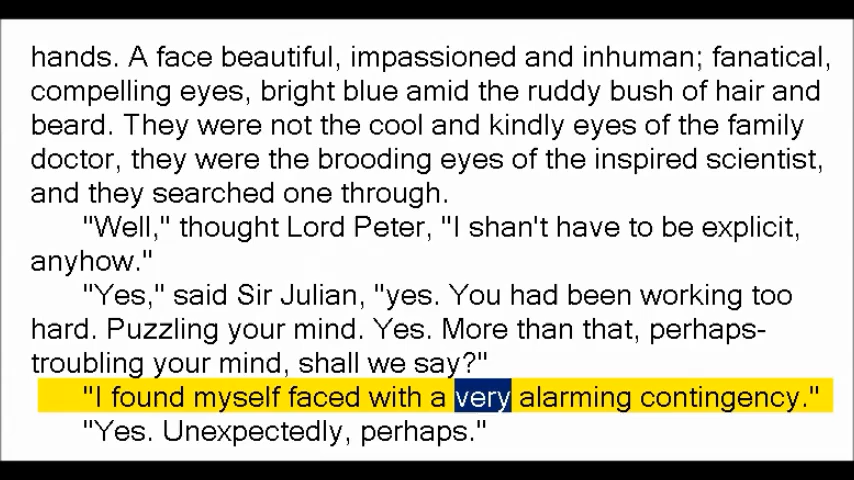 hands. A face beautiful, impassioned and inhuman; fanatical,
compelling eyes, bright blue amid the ruddy bush of hair and
beard. They were not the cool and kindly eyes of the family
doctor, they were the brooding eyes of the inspired scientist,
and they searched one through.
"Well," thought Lord Peter, "I shan't have to be explicit,
anyhow."
"Yes," said Sir Julian, "yes. You had been working too
hard. Puzzling your mind. Yes. More than that, perhaps-
troubling your mind, shall we say?"
"I found myself faced with a very alarming contingency."
"Yes. Unexpectedly, perhaps."